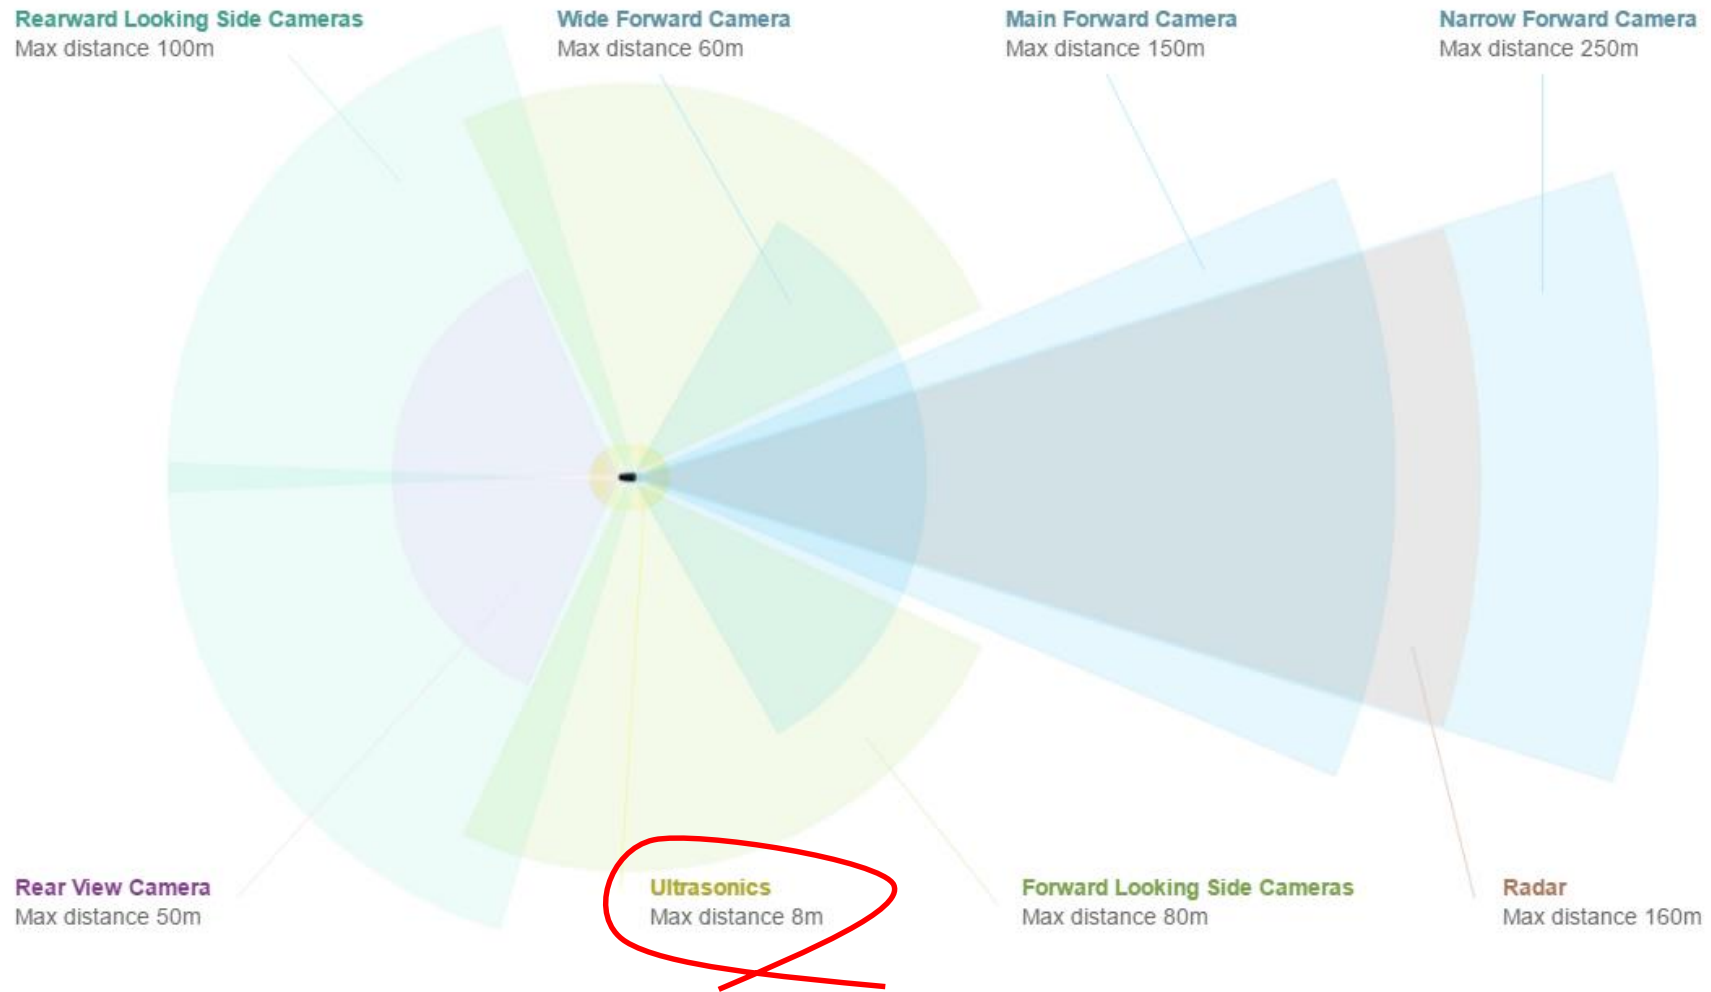 Rearward Looking Side Cameras
Max distance 100m
Wide Forward Camera
Max distance 60m
Main Forward Camera
Max distance 150m
Narrow Forward Camera
Max distance 250m
Rear View Camera
Max distance 50m
Ultrasonics
Max distance 8m
Forward Looking Side Cameras
Max distance 80m
Radar
Max distance 160m